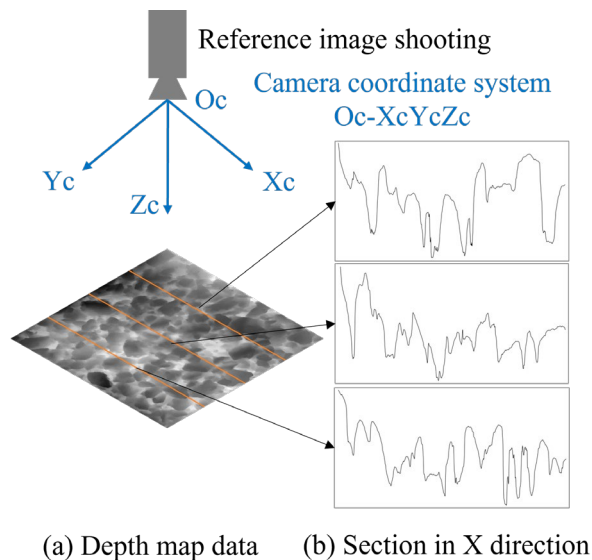 Reference image shooting
Camera coordinate system
Oc-XcYcZc
Oc
Yc
Xc
Zc
(a) Depth map data
(b) Section in X direction